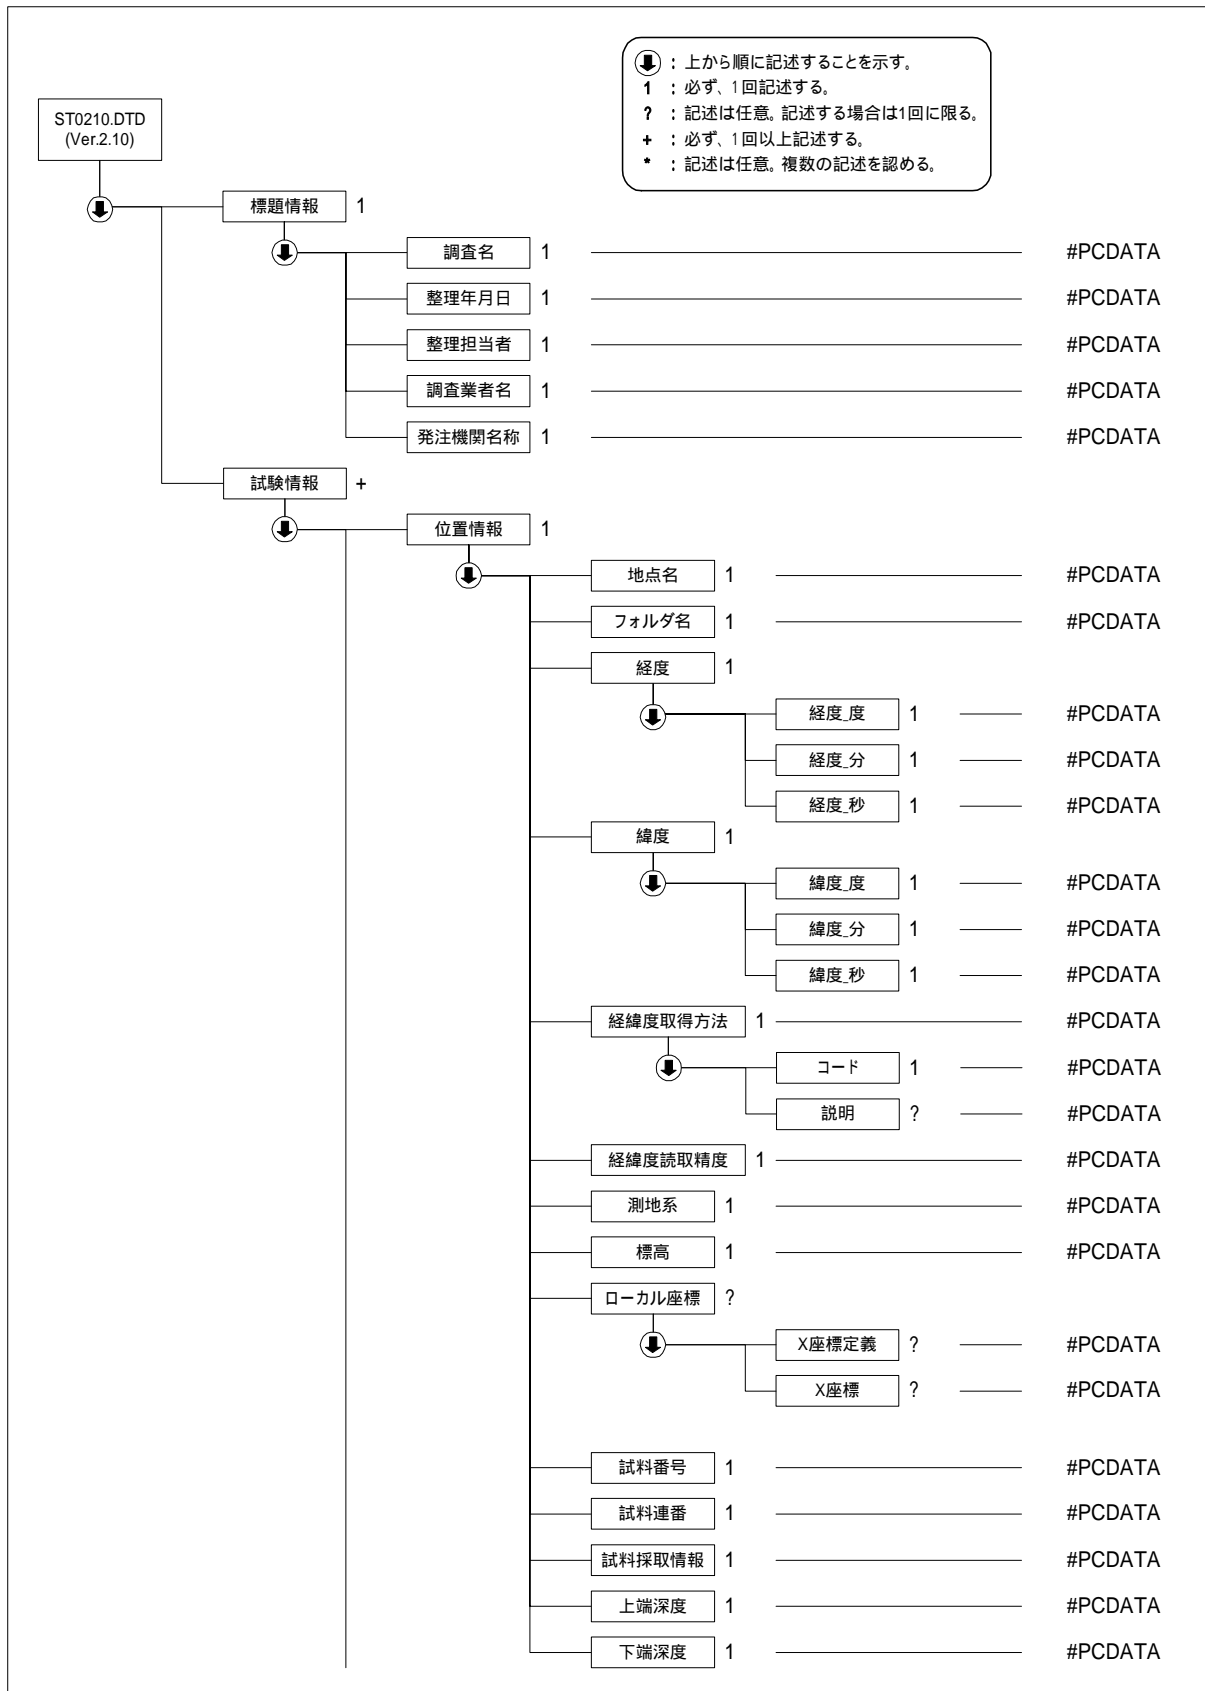 : 上から順に記述することを示す。
1 : 必ず、1回記述する。
? : 記述は任意。記述する場合は1回に限る。
+ : 必ず、1回以上記述する。
* : 記述は任意。複数の記述を認める。
ST0210.DTD
(Ver.2.10)
標題情報 1
調査名 1 #PCDATA
整理年月日 1 #PCDATA
整理担当者 1 #PCDATA
調査業者名 1 #PCDATA
発注機関名称 1 #PCDATA
試験情報 +
位置情報 1
地点名 1 #PCDATA
フォルダ名 1 #PCDATA
経度 1
経度_度 1 #PCDATA
経度_分 1 #PCDATA
経度_秒 1 #PCDATA
緯度 1
緯度_度 1 #PCDATA
緯度_分 1 #PCDATA
緯度_秒 1 #PCDATA
経緯度取得方法 1 #PCDATA
コード 1 #PCDATA
説明 ? #PCDATA
経緯度読取精度 1 #PCDATA
測地系 1 #PCDATA
標高 1 #PCDATA
ローカル座標 ?
X座標定義 ? #PCDATA
X座標 ? #PCDATA
試料番号 1 #PCDATA
試料連番 1 #PCDATA
試料採取情報 1 #PCDATA
上端深度 1 #PCDATA
下端深度 1 #PCDATA